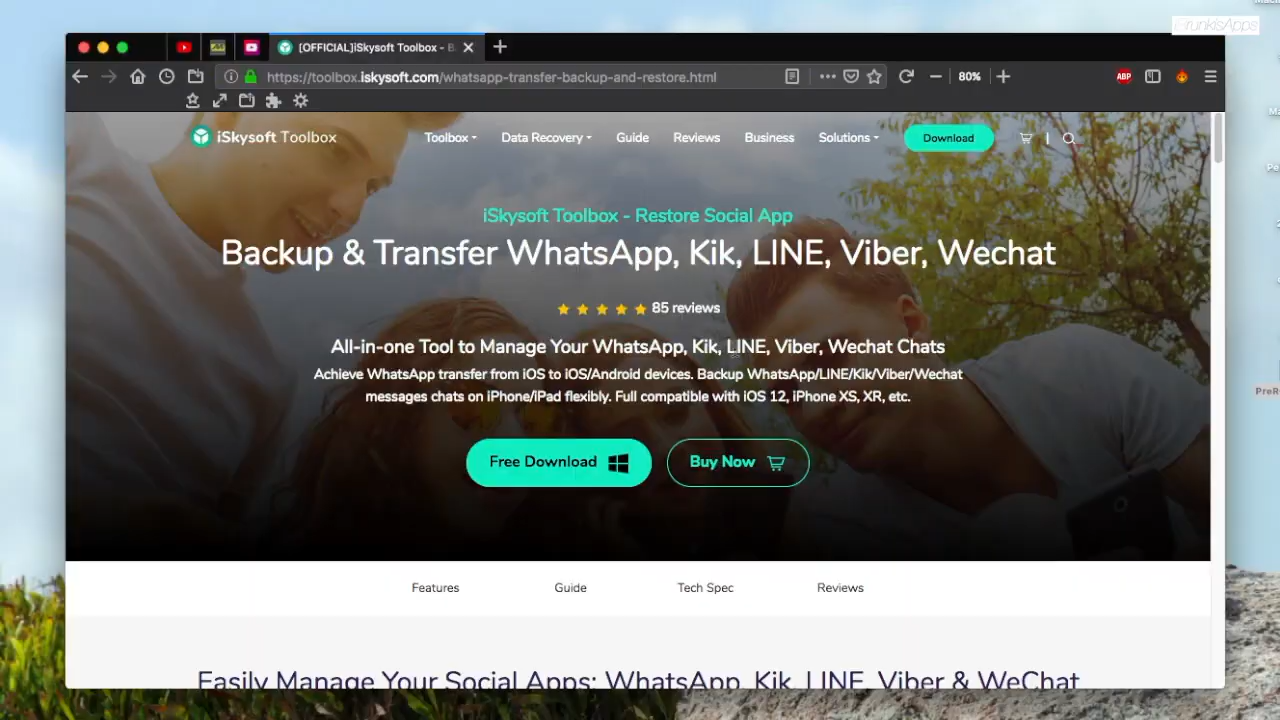 GrunkisApps
[OFFICIAL]iSkysoft Toolbox - B
https://toolbox.iskysoft.com/whatsapp-transfer-backup-and-restore.html
80%
ABP
iSkysoft Toolbox
Toolbox
Data Recovery
Guide
Reviews
Business
Solutions
Download
iSkysoft Toolbox - Restore Social App
Backup & Transfer WhatsApp, Kik, LINE, Viber, Wechat
85 reviews
All-in-one Tool to Manage Your WhatsApp, Kik, LINE, Viber, Wechat Chats
Achieve WhatsApp transfer from iOS to iOS/Android devices. Backup WhatsApp/LINE/Kik/Viber/Wechat
messages chats on iPhone/iPad flexibly. Full compatible with iOS 12, iPhone XS, XR, etc.
Free Download
Buy Now
Features
Guide
Tech Spec
Reviews
Easily Manage Your Social Apps: WhatsApp, Kik, LINE, Viber & WeChat